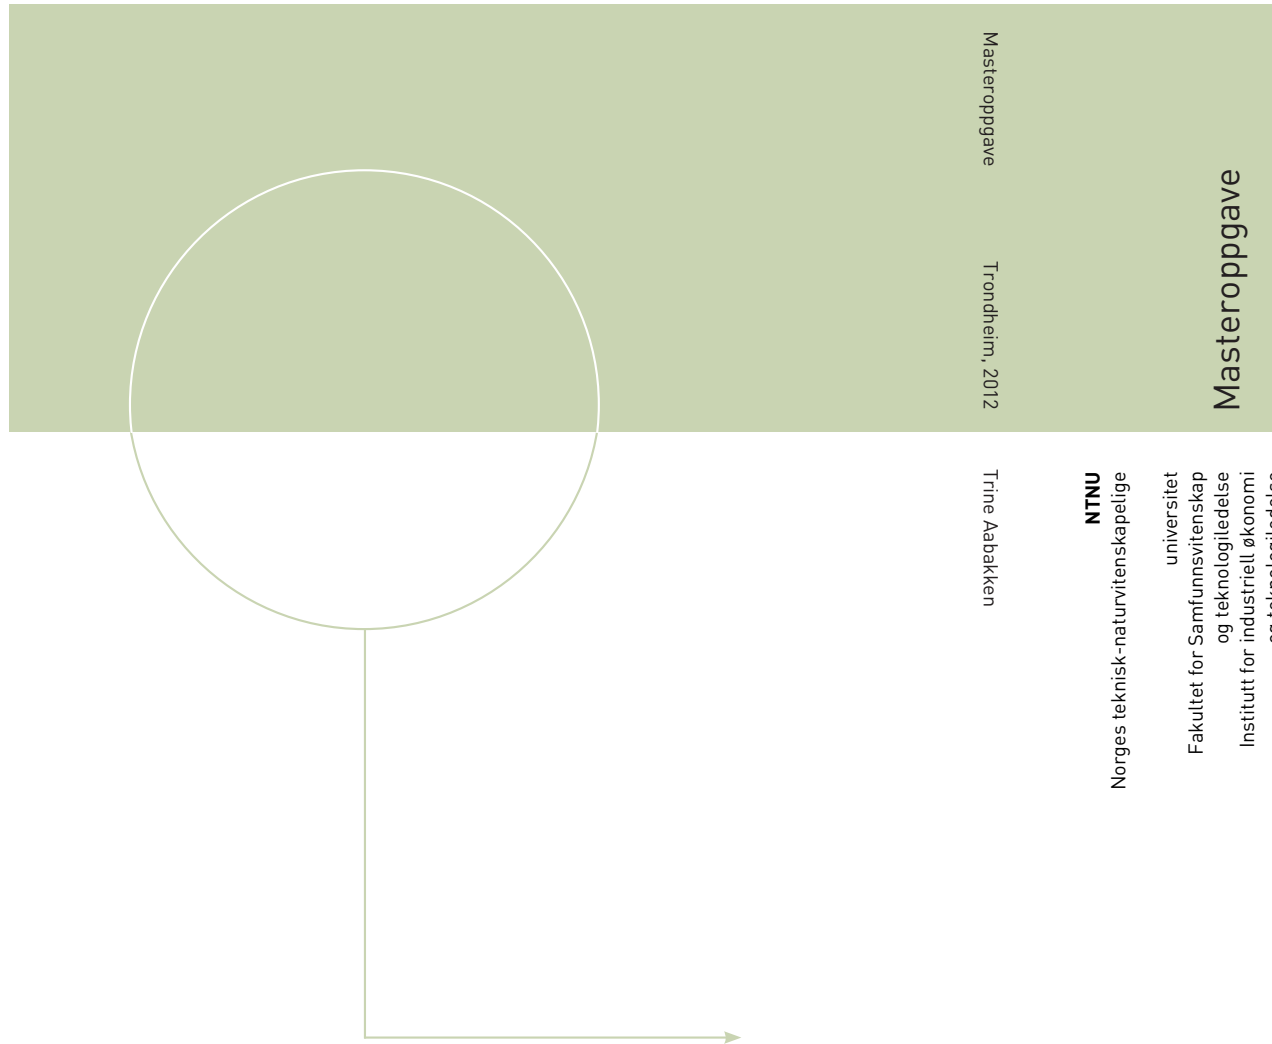 Masteroppgave
Trondheim, 2012
Trine Aabakken
Masteroppgave
NTNU
Norges teknisk-naturvitenskapelige
universitet
Fakultet for Samfunnsvitenskap
og teknologiledelse
Institutt for industriell økonomi